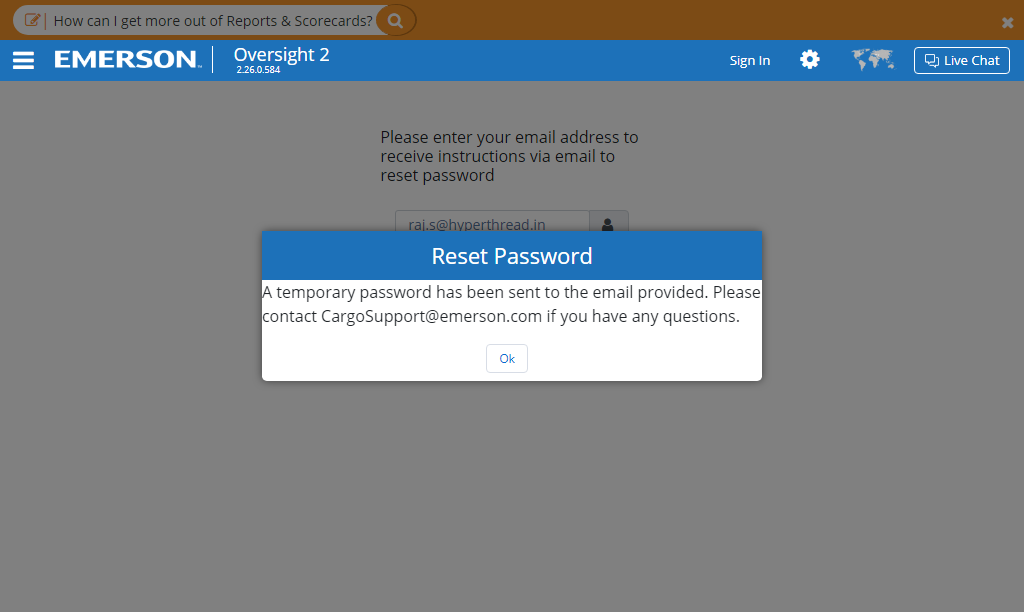 How can I get more out of Reports & Scorecards?
EMERSON™
Oversight 2
2.26.0.584
Sign In
Live Chat
Please enter your email address to
receive instructions via email to
reset password
raj.s@hyperthread.in
Reset Password
A temporary password has been sent to the email provided. Please
contact CargoSupport@emerson.com if you have any questions.
Ok